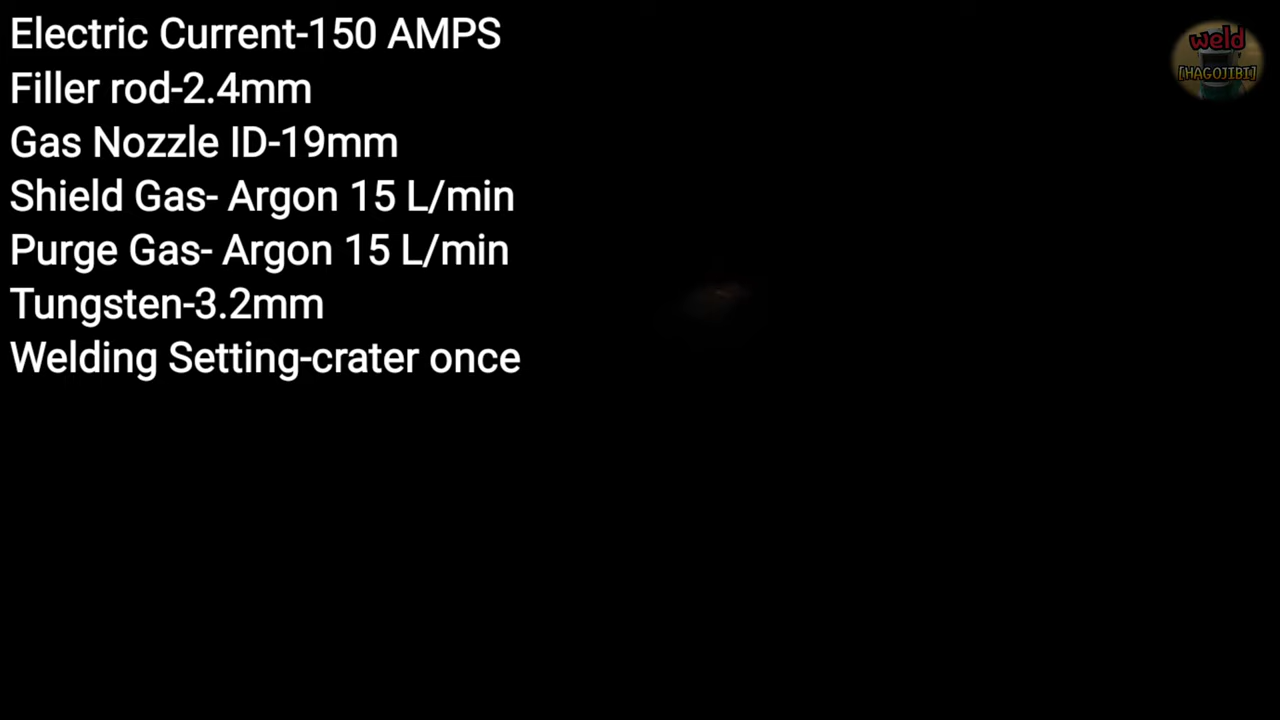 Electric Current-150 AMPS
Filler rod-2.4mm
Gas Nozzle ID-19mm
Shield Gas- Argon 15 L/min
Purge Gas- Argon 15 L/min
Tungsten-3.2mm
Welding Setting-crater once
weld
[HAGOJIBI]